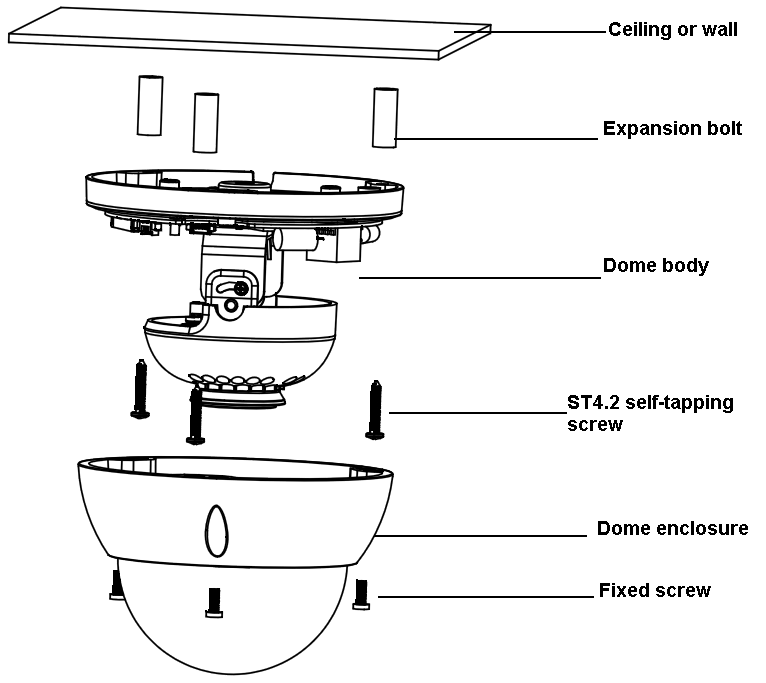 Ceiling or wall
Expansion bolt
Dome body
ST4.2 self-tapping
screw
Dome enclosure
Fixed screw